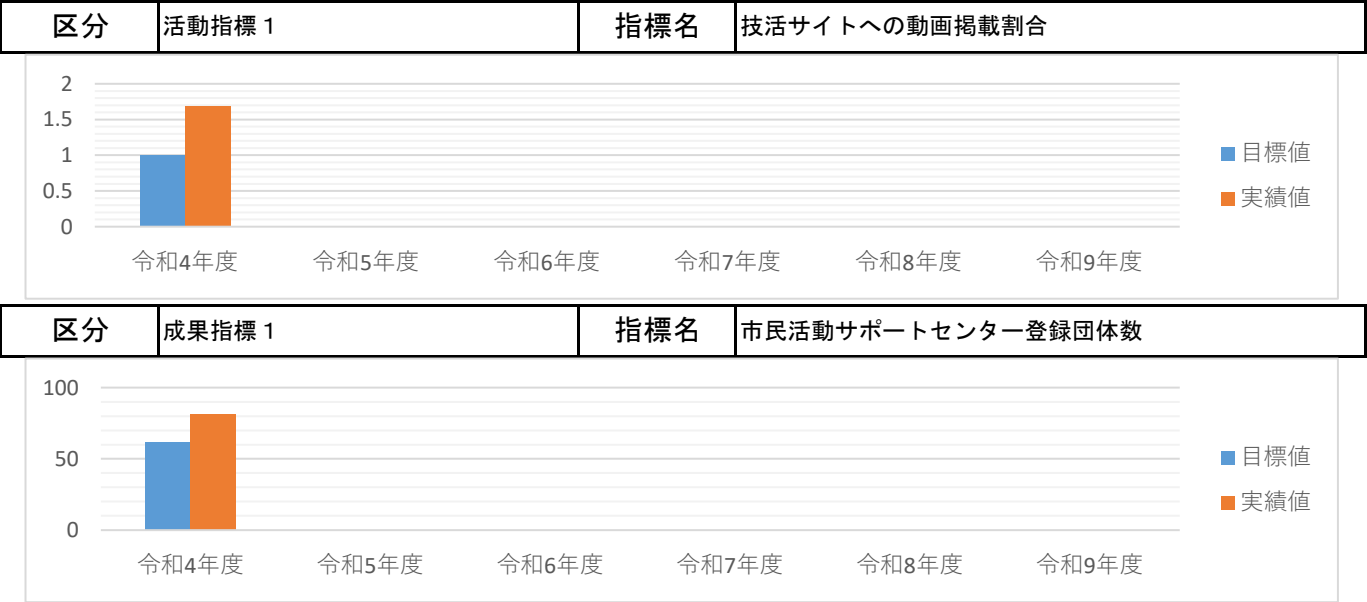 区分 活動指標１ 指標名 技活サイトへの動画掲載割合
2
1.5
1
0.5
0
令和4年度 令和5年度 令和6年度 令和7年度 令和8年度 令和9年度
目標値
実績値
区分 成果指標１ 指標名 市民活動サポートセンター登録団体数
100
50
0
令和4年度 令和5年度 令和6年度 令和7年度 令和8年度 令和9年度
目標値
実績値